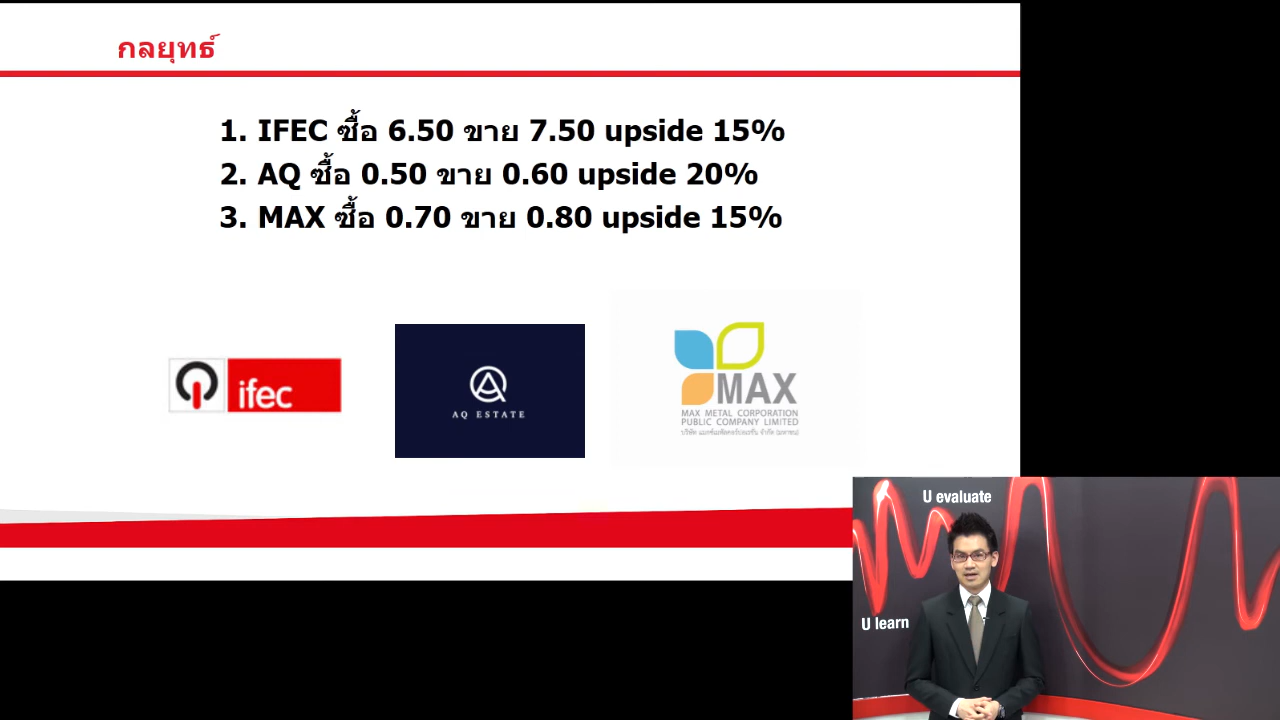 กลยุทธ์
1. IFEC ซื้อ 6.50 ขาย 7.50 upside 15%
2. AQ ซื้อ 0.50 ขาย 0.60 upside 20%
3. MAX ซื้อ 0.70 ขาย 0.80 upside 15%
ifec
AQ ESTATE
MAX
MAX METAL CORPORATION
PUBLIC COMPANY LIMITED
U evaluate
U learn